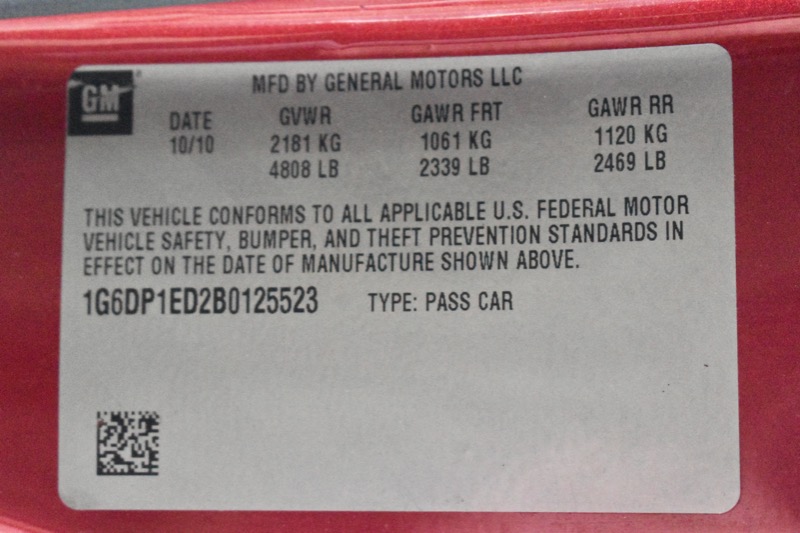 GM
MFD BY GENERAL MOTORS LLC
DATE GVWR GAWR FRT GAWR RR
10/10 2181 KG 1061 KG 1120 KG
4808 LB 2339 LB 2469 LB
THIS VEHICLE CONFORMS TO ALL APPLICABLE U.S. FEDERAL MOTOR
VEHICLE SAFETY, BUMPER, AND THEFT PREVENTION STANDARDS IN
EFFECT ON THE DATE OF MANUFACTURE SHOWN ABOVE.
1G6DP1ED2B0125523 TYPE: PASS CAR